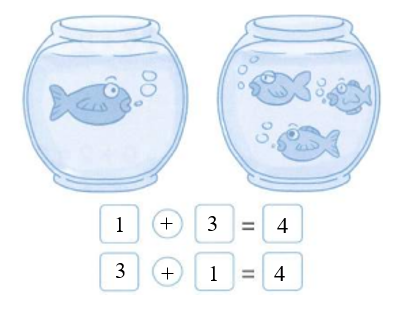 1 + 3 = 4
3 + 1 = 4